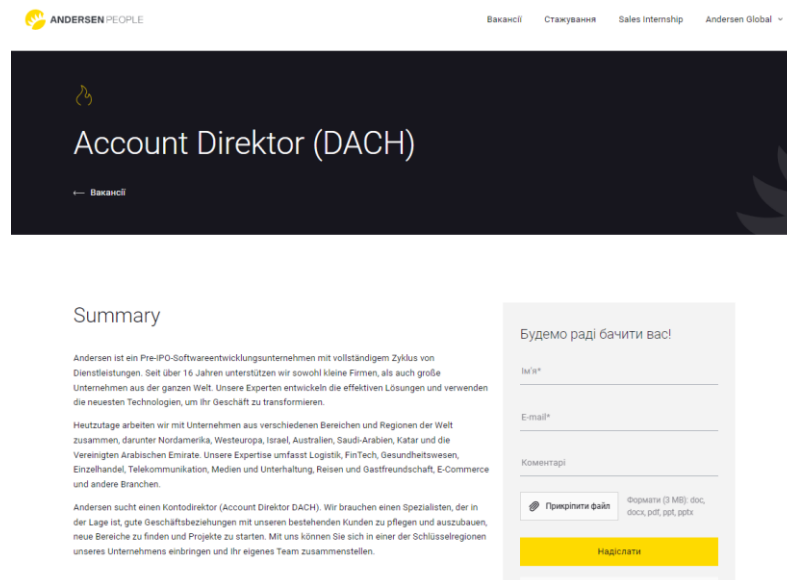 ANDERSEN PEOPLE
Вакансії Стажування Sales Internship Andersen Global
Account Direktor (DACH)
← Вакансії
Summary
Andersen ist ein Pre-IPO-Softwareentwicklungsunternehmen mit vollständigem Zyklus von
Dienstleistungen. Seit über 16 Jahren unterstützten wir sowohl kleine Firmen, als auch große
Unternehmen aus der ganzen Welt. Unsere Experten entwickeln die effektiven Lösungen und verwenden
die neuesten Technologien, um Ihr Geschäft zu transformieren.
Heutzutage arbeiten wir mit Unternehmen aus verschiedenen Bereichen und Regionen der Welt
zusammen, darunter Nordamerika, Westeuropa, Israel, Australien, Saudi-Arabien, Katar und die
Vereinigten Arabischen Emirate. Unsere Expertise umfasst Logistik, FinTech, Gesundheitswesen,
Einzelhandel, Telekommunikation, Medien und Unterhaltung, Reisen und Gastfreundschaft, E-Commerce
und andere Branchen.
Andersen sucht einen Kontodirektor (Account Direktor DACH). Wir brauchen einen Spezialisten, der in
der Lage ist, gute Geschäftsbeziehungen mit unseren bestehenden Kunden zu pflegen und auszubauen,
neue Bereiche zu finden und Projekte zu starten. Mit uns können Sie sich in einer der Schlüsselregionen
unseres Unternehmens einbringen und Ihr eigenes Team zusammenstellen.
Будемо раді бачити вас!
Ім'я*
E-mail*
Коментарі
Прикріпити файл
Формати (3 MB): doc,
docx, pdf, ppt, pptx
Надіслати